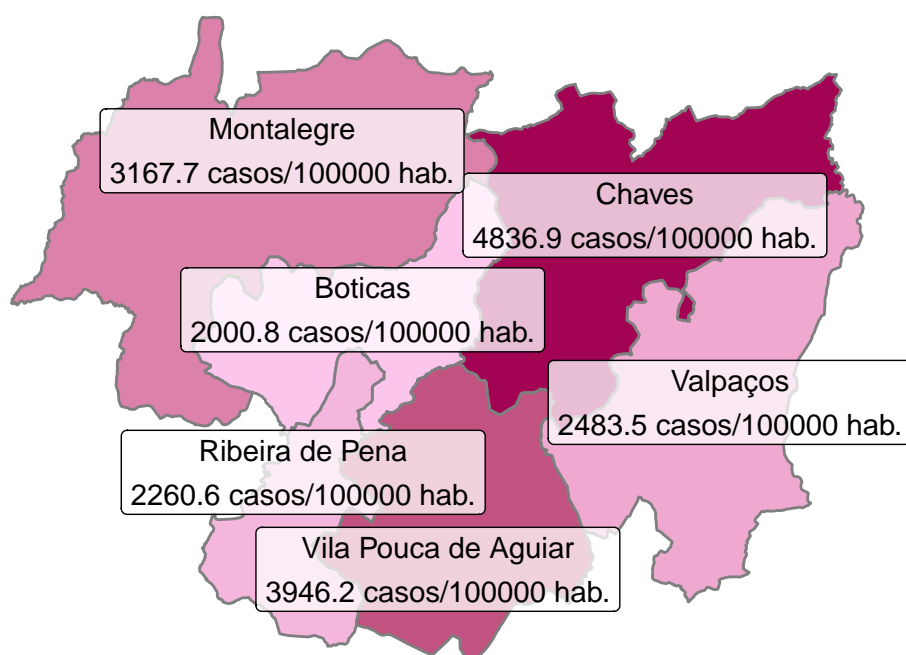 Montalegre
3167.7 casos/100000 hab.
Chaves
4836.9 casos/100000 hab.
Boticas
2000.8 casos/100000 hab.
Valpaços
2483.5 casos/100000 hab.
Ribeira de Pena
2260.6 casos/100000 hab.
Vila Pouca de Aguiar
3946.2 casos/100000 hab.